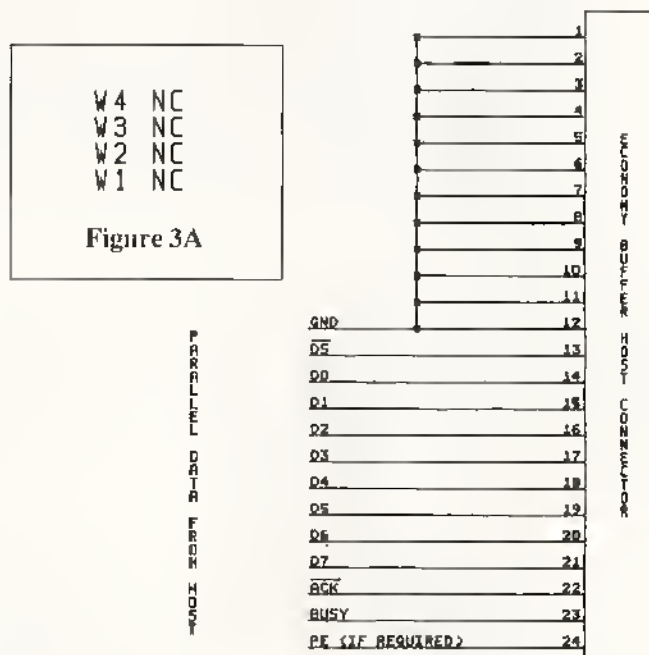 W4 NC
W3 NC
W2 NC
W1 NC
Figure 3A
1
2
3
4
5
6
7
8
9
10
11
GND 12
DS 13
D0 14
D1 15
D2 16
D3 17
D4 18
D5 19
D6 20
D7 21
ACK 22
BUSY 23
PE (IF REQUIRED) 24
PARALLEL DATA FROM HOST
ECONOMY BUFFER HOST CONNECTOR